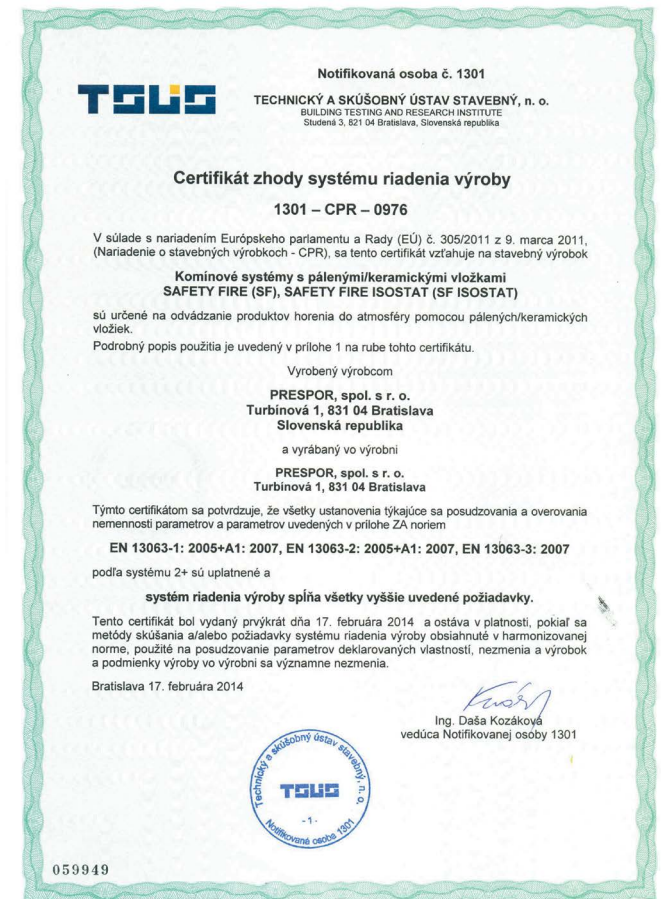 Notifikovaná osoba č. 1301
TSÚS
TECHNICKÝ A SKÚŠOBNÝ ÚSTAV STAVEBNÝ, n. o.
BUILDING TESTING AND RESEARCH INSTITUTE
Studená 3, 821 04 Bratislava, Slovenská republika
Certifikát zhody systému riadenia výroby
1301 – CPR – 0976
V súlade s nariadením Európskeho parlamentu a Rady (EÚ) č. 305/2011 z 9. marca 2011,
(Nariadenie o stavebných výrobkoch - CPR), sa tento certifikát vzťahuje na stavebný výrobok
Komínové systémy s pálenými/keramickými vložkami
SAFETY FIRE (SF), SAFETY FIRE ISOSTAT (SF ISOSTAT)
sú určené na odvádzanie produktov horenia do atmosféry pomocou pálených/keramických
vložiek.
Podrobný popis použitia je uvedený v prílohe 1 na rube tohto certifikátu.
Vyrobený výrobcom
PRESPOR, spol. s r. o.
Turbínová 1, 831 04 Bratislava
Slovenská republika
a vyrábaný vo výrobni
PRESPOR, spol. s r. o.
Turbínová 1, 831 04 Bratislava
Týmto certifikátom sa potvrdzuje, že všetky ustanovenia týkajúce sa posudzovania a overovania
nemennosti parametrov a parametrov uvedených v prílohe ZA noriem
EN 13063-1: 2005+A1: 2007, EN 13063-2: 2005+A1: 2007, EN 13063-3: 2007
podľa systému 2+ sú uplatnené a
systém riadenia výroby spĺňa všetky vyššie uvedené požiadavky.
Tento certifikát bol vydaný prvýkrát dňa 17. februára 2014 a ostáva v platnosti, pokiaľ sa
metódy skúšania a/alebo požiadavky systému riadenia výroby obsiahnuté v harmonizovanej
norme, použité na posudzovanie parametrov deklarovaných vlastností, nezmenia a výrobok
a podmienky výroby vo výrobni sa významne nezmenia.
Bratislava 17. februára 2014
Ing. Daša Kozáková
vedúca Notifikovanej osoby 1301
Technický a skúšobný ústav stavebný, n. o.
TSÚS
- 1 -
Notifikovaná osoba 1301
059949